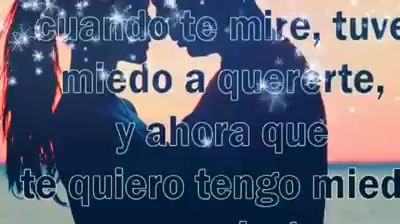 cuando te mire, tuve
miedo a quererte,
y ahora que
te quiero tengo mied